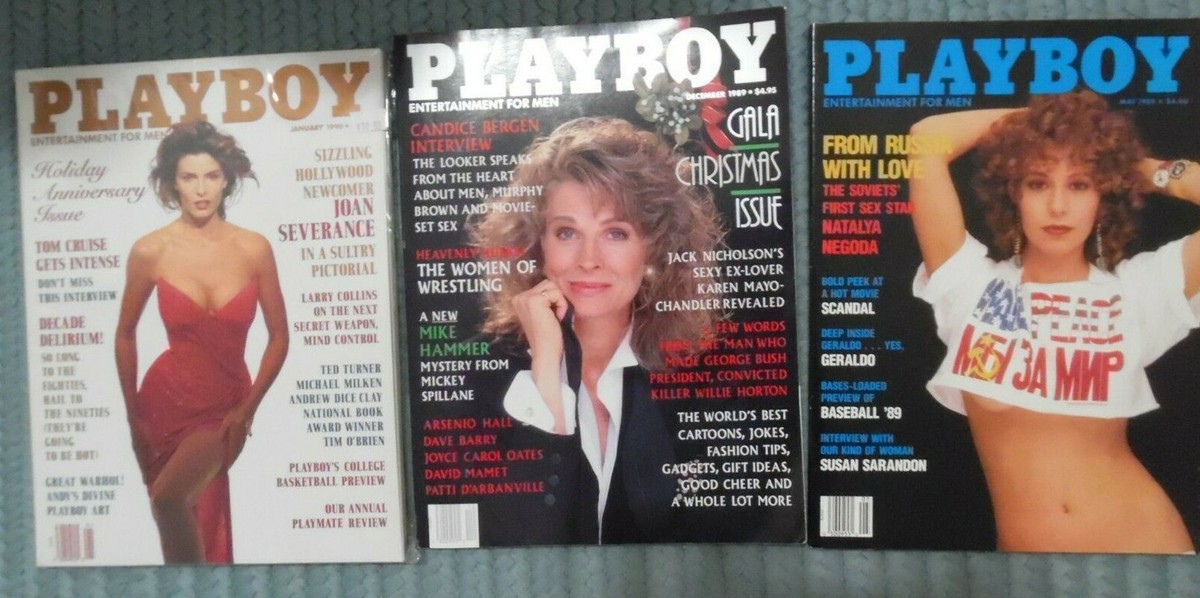 PLAYBOY
ENTERTAINMENT FOR MEN
JANUARY 1990 •
Holiday
Anniversary
Issue
TOM CRUISE
GETS INTENSE
DON'T MISS
THIS INTERVIEW
DECADE
DELIRIUM!
SO LONG
TO THE
EIGHTIES,
HAIL TO
THE NINETIES
(THEY'RE
GOING
TO BE HOT)
GREAT WARHOL!
ANDY'S DIVINE
PLAYBOY ART
SIZZLING
HOLLYWOOD
NEWCOMER
JOAN
SEVERANCE
IN A SULTRY
PICTORIAL
LARRY COLLINS
ON THE NEXT
SECRET WEAPON,
MIND CONTROL
TED TURNER
MICHAEL MILKEN
ANDREW DICE CLAY
NATIONAL BOOK
AWARD WINNER
TIM O'BRIEN
PLAYBOY'S COLLEGE
BASKETBALL PREVIEW
OUR ANNUAL
PLAYMATE REVIEW
PLAYBOY
ENTERTAINMENT FOR MEN
DECEMBER 1989 • $4.95
CANDICE BERGEN
INTERVIEW
THE LOOKER SPEAKS
FROM THE HEART
ABOUT MEN, MURPHY
BROWN AND MOVIE-
SET SEX
HEAVENLY
THE WOMEN OF
WRESTLING
A NEW
MIKE
HAMMER
MYSTERY FROM
MICKEY
SPILLANE
ARSENIO HALL
DAVE BARRY
JOYCE CAROL OATES
DAVID MAMET
PATTI D'ARBANVILLE
GALA
CHRISTMAS
ISSUE
JACK NICHOLSON'S
SEXY EX-LOVER
KAREN MAYO-
CHANDLER REVEALED
A FEW WORDS
FROM THE MAN WHO
MADE GEORGE BUSH
PRESIDENT, CONVICTED
KILLER WILLIE HORTON
THE WORLD'S BEST
CARTOONS, JOKES,
FASHION TIPS,
GADGETS, GIFT IDEAS,
GOOD CHEER AND
A WHOLE LOT MORE
PLAYBOY
ENTERTAINMENT FOR MEN
MAY 1989 • $4.00
FROM RUSSIA
WITH LOVE
THE SOVIETS'
FIRST SEX STAR
NATALYA
NEGODA
BOLD PEEK AT
A HOT MOVIE
SCANDAL
DEEP INSIDE
GERALDO . . . YES,
GERALDO
BASES-LOADED
PREVIEW OF
BASEBALL '89
INTERVIEW WITH
OUR KIND OF WOMAN
SUSAN SARANDON
PEACE
МЫ ЗА МИР